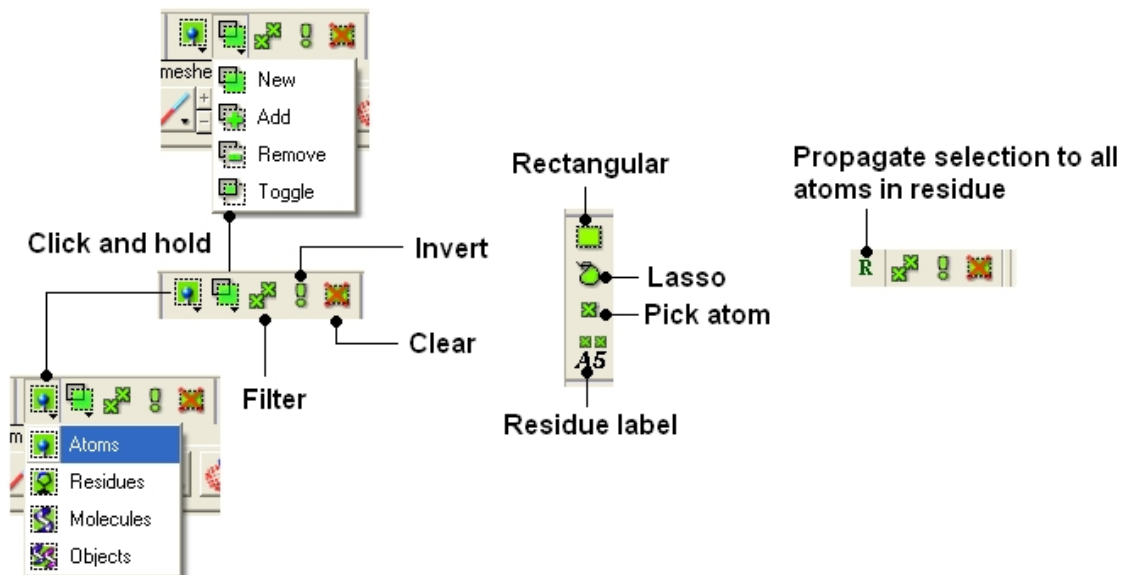 meshe
New
Add
Remove
Toggle
Click and hold
Invert
Clear
Filter
m
Atoms
Residues
Molecules
Objects
Rectangular
Lasso
Pick atom
A5
Residue label
Propagate selection to all
atoms in residue
R